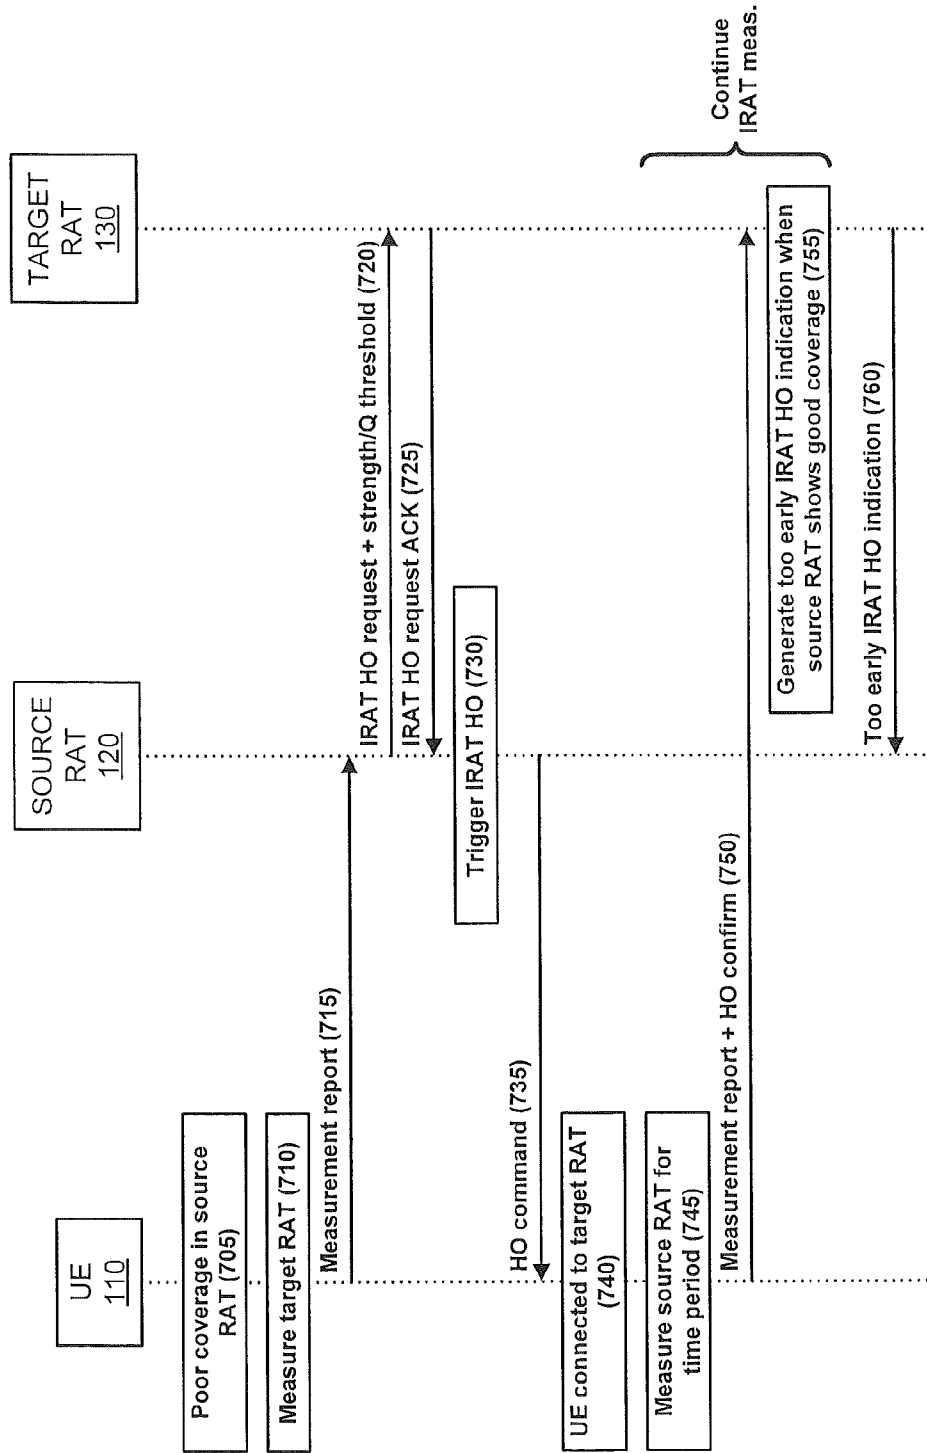 UE
110
SOURCE
RAT
120
TARGET
RAT
130
Poor coverage in source
RAT (705)
Measure target RAT (710)
Measurement report (715)
IRAT HO request + strength/Q threshold (720)
IRAT HO request ACK (725)
Trigger IRAT HO (730)
HO command (735)
UE connected to target RAT
(740)
Measure source RAT for
time period (745)
Measurement report + HO confirm (750)
Continue
IRAT meas.
Generate too early IRAT HO indication when
source RAT shows good coverage (755)
Too early IRAT HO indication (760)